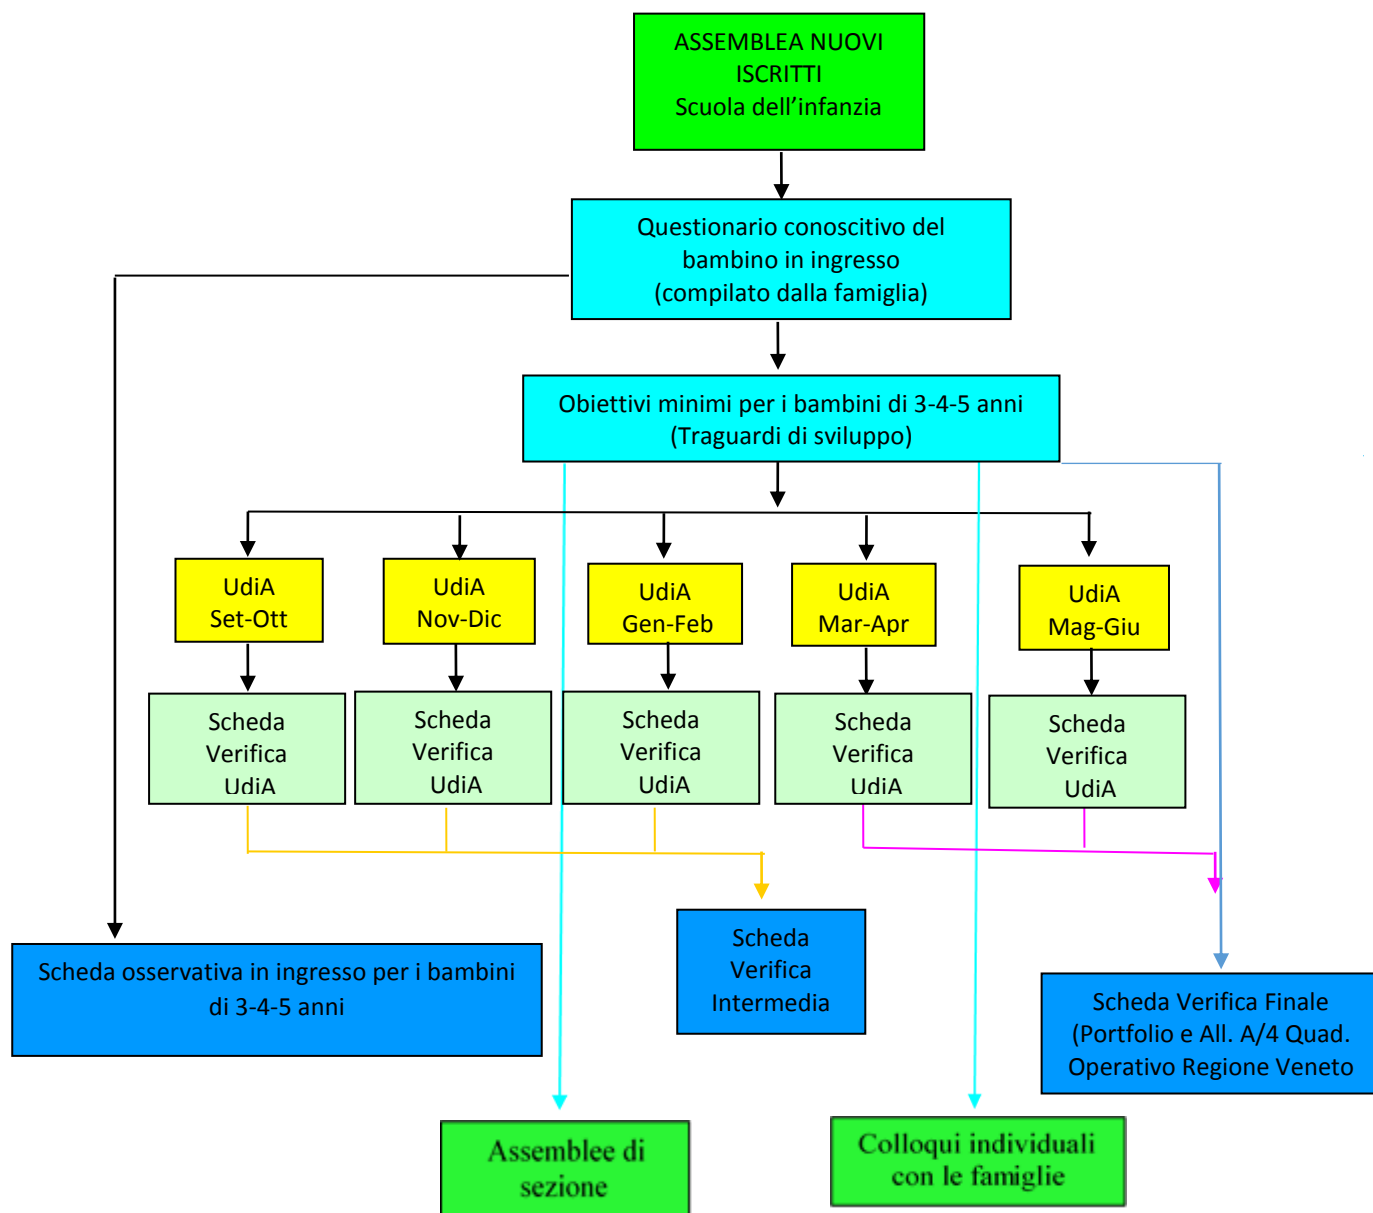 ASSEMBLEA NUOVI
ISCRITTI
Scuola dell’infanzia
Questionario conoscitivo del
bambino in ingresso
(compilato dalla famiglia)
Obiettivi minimi per i bambini di 3-4-5 anni
(Traguardi di sviluppo)
UdiA
Set-Ott
UdiA
Nov-Dic
UdiA
Gen-Feb
UdiA
Mar-Apr
UdiA
Mag-Giu
Scheda
Verifica
UdiA
Scheda
Verifica
UdiA
Scheda
Verifica
UdiA
Scheda
Verifica
UdiA
Scheda
Verifica
UdiA
Scheda osservativa in ingresso per i bambini
di 3-4-5 anni
Scheda
Verifica
Intermedia
Scheda Verifica Finale
(Portfolio e All. A/4 Quad.
Operativo Regione Veneto
Assemblee di
sezione
Colloqui individuali
con le famiglie